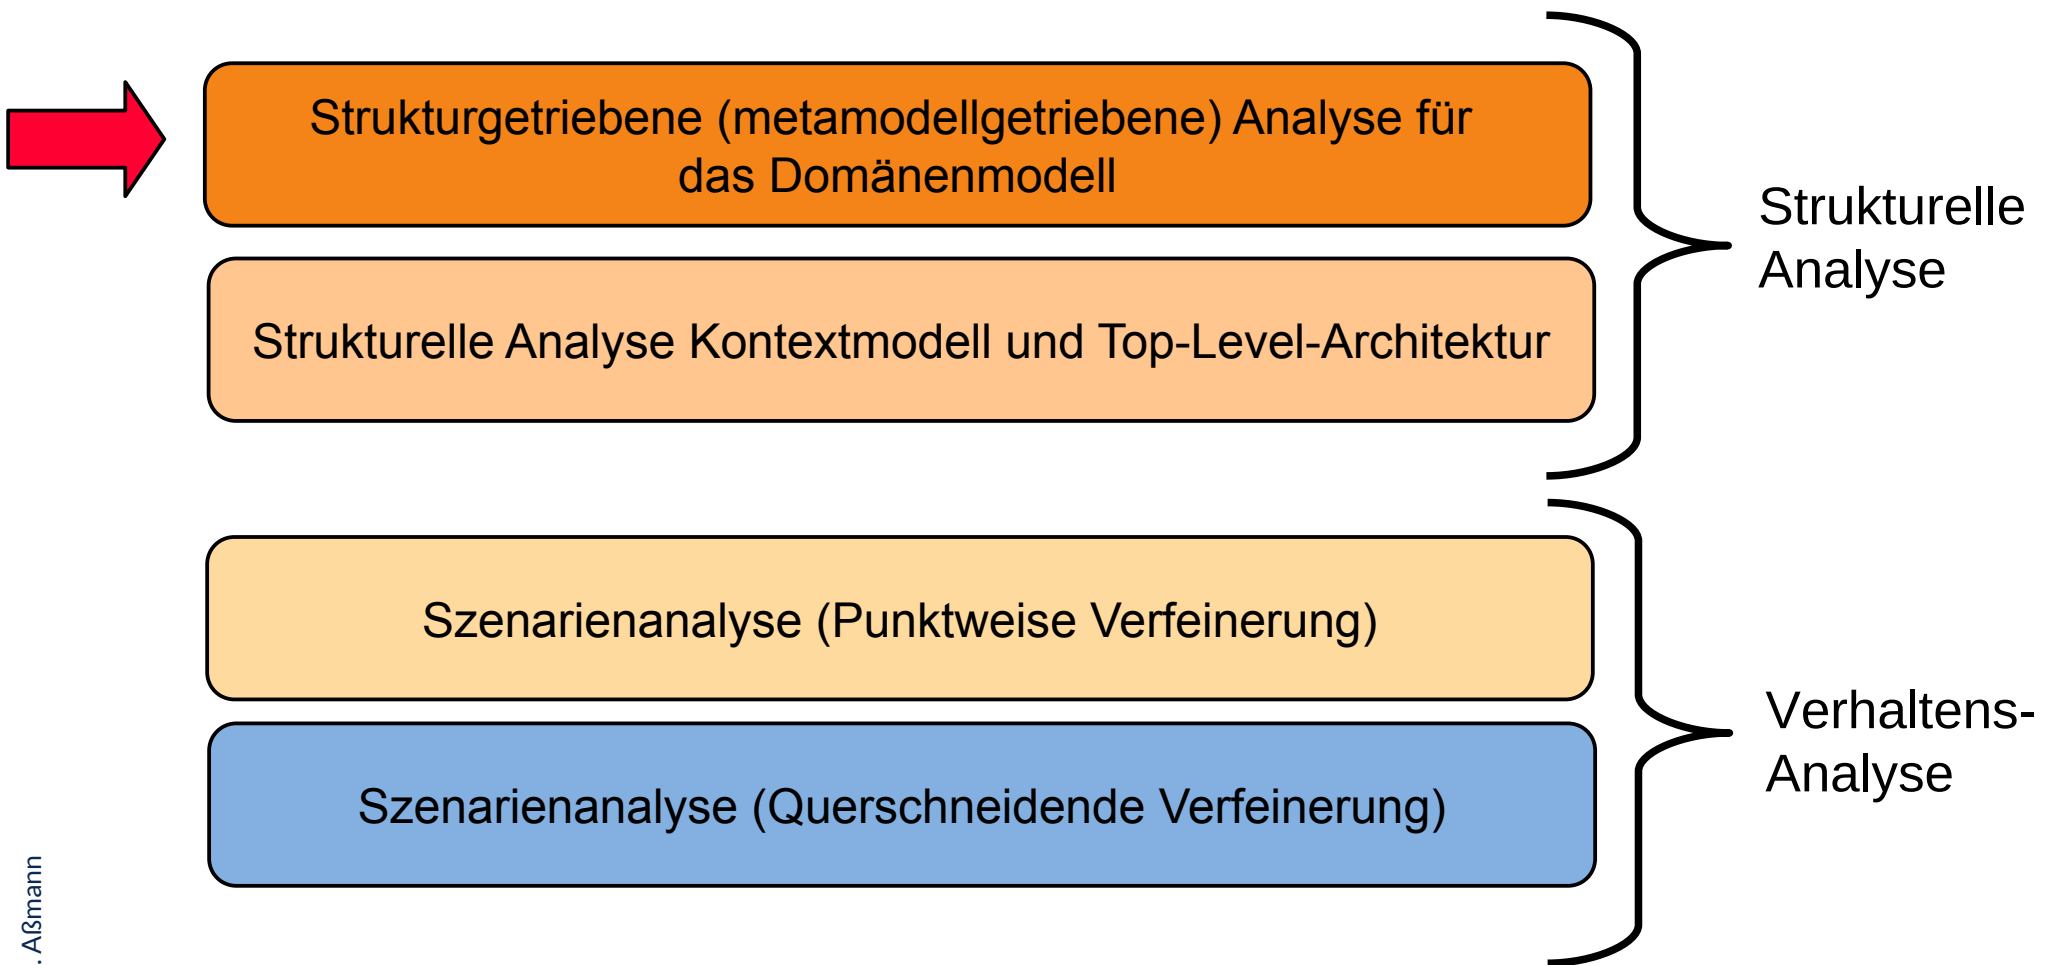 Strukturgetriebene (metamodellgetriebene) Analyse für
das Domänenmodell
Strukturelle Analyse Kontextmodell und Top-Level-Architektur
Strukturelle
Analyse
Szenarienanalyse (Punktweise Verfeinerung)
Szenarienanalyse (Querschneidende Verfeinerung)
Verhaltens-
Analyse
. Aßmann